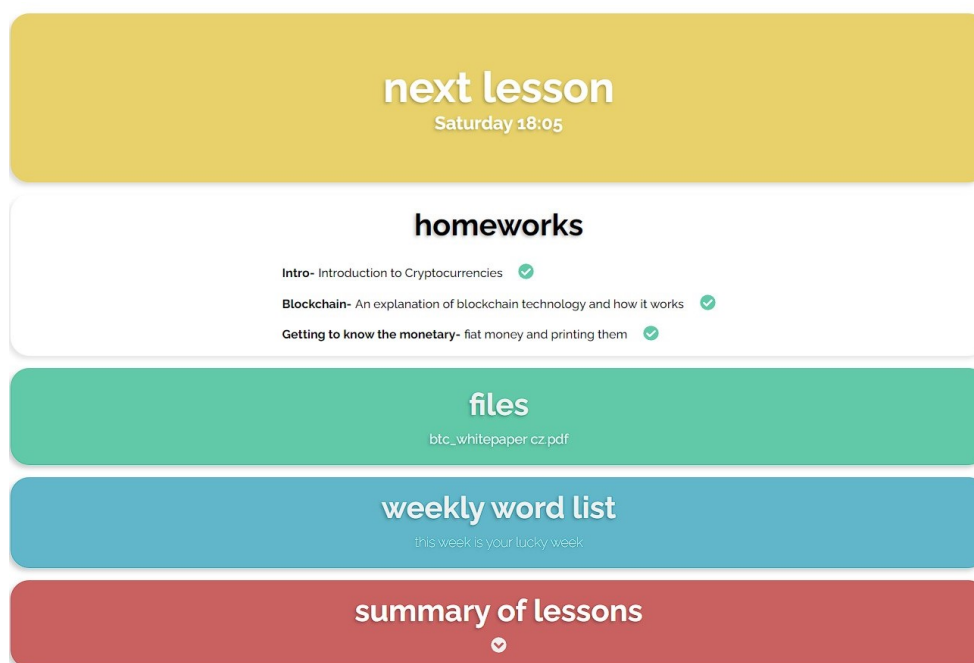 next lesson
Saturday 18:05
homeworks
Intro- Introduction to Cryptocurrencies
Blockchain- An explanation of blockchain technology and how it works
Getting to know the monetary- fiat money and printing them
files
btc_whitepaper cz.pdf
weekly word list
this week is your lucky week
summary of lessons